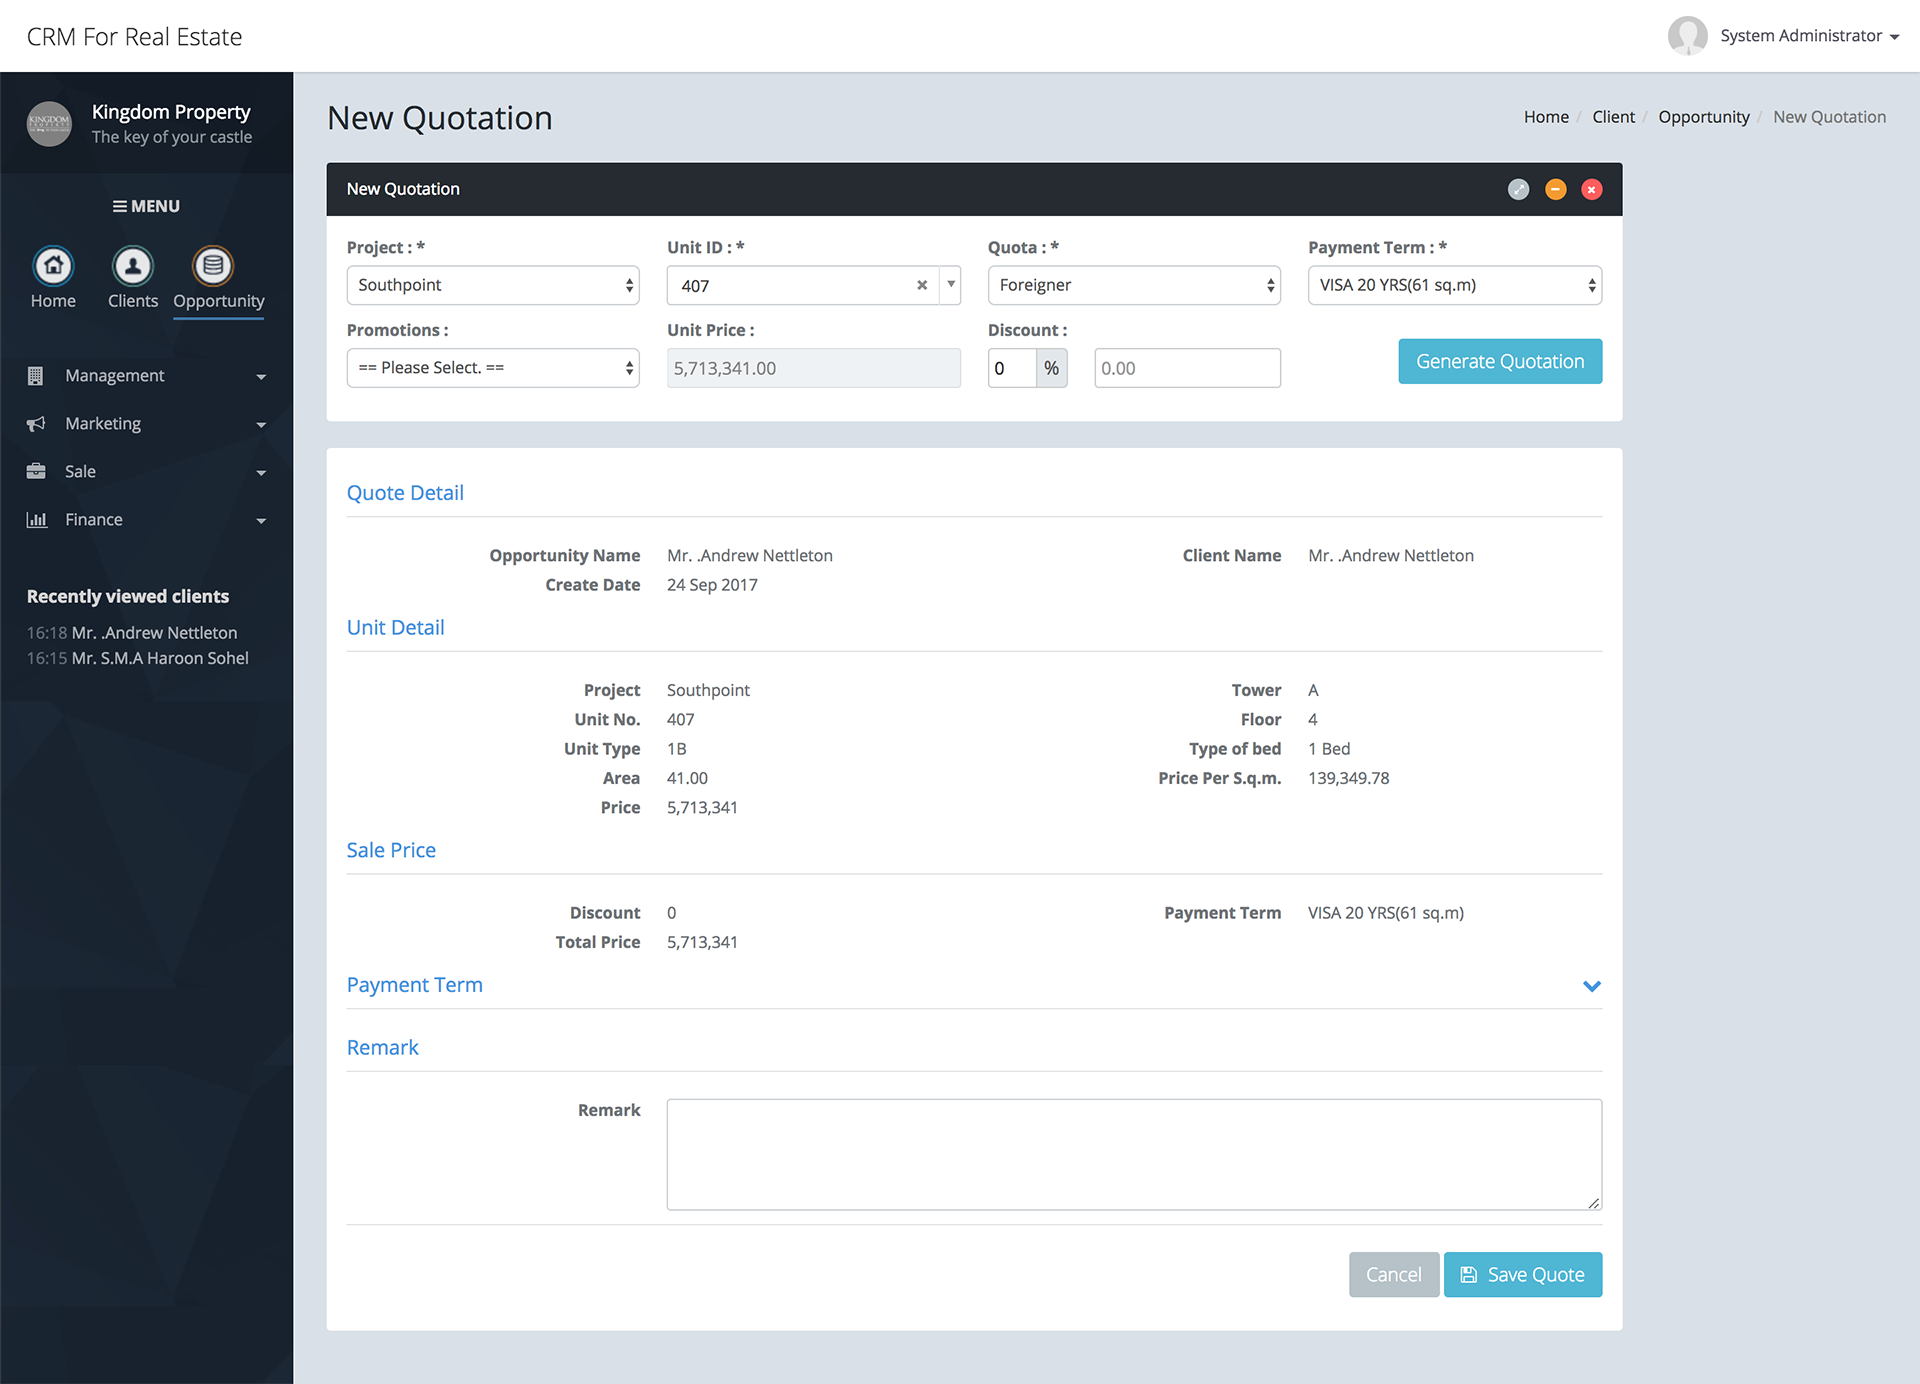 CRM For Real Estate
System Administrator
KINGDOM
PROPERTY
Kingdom Property
The key of your castle
MENU
Home
Clients
Opportunity
Management
Marketing
Sale
Finance
Recently viewed clients
16:18 Mr. .Andrew Nettleton
16:15 Mr. S.M.A Haroon Sohel
New Quotation
Home / Client / Opportunity / New Quotation
New Quotation
Project : * Unit ID : * Quota : * Payment Term : *
Southpoint 407 Foreigner VISA 20 YRS(61 sq.m)
Promotions : Unit Price : Discount :
== Please Select. == 5,713,341.00 0 % 0.00 Generate Quotation
Quote Detail
Opportunity Name Mr. .Andrew Nettleton Client Name Mr. .Andrew Nettleton
Create Date 24 Sep 2017
Unit Detail
Project Southpoint Tower A
Unit No. 407 Floor 4
Unit Type 1B Type of bed 1 Bed
Area 41.00 Price Per S.q.m. 139,349.78
Price 5,713,341
Sale Price
Discount 0 Payment Term VISA 20 YRS(61 sq.m)
Total Price 5,713,341
Payment Term
Remark
Remark
Cancel Save Quote